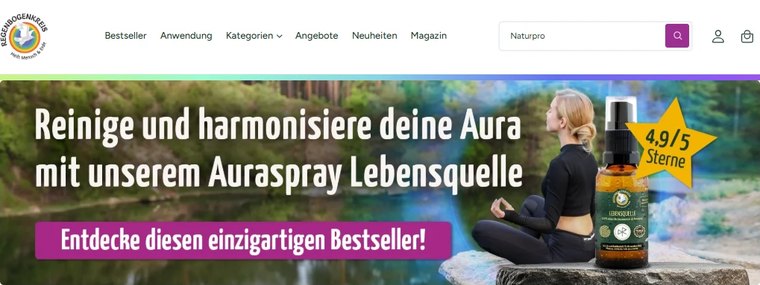 REGENBOGENKREIS
Bestseller Anwendung Kategorien Angebote Neuheiten Magazin Naturpro
Reinige und harmonisiere deine Aura
mit unserem Auraspray Lebensquelle
4,9/5
Sterne
LEBENSQUELLE
Entdecke diesen einzigartigen Bestseller!